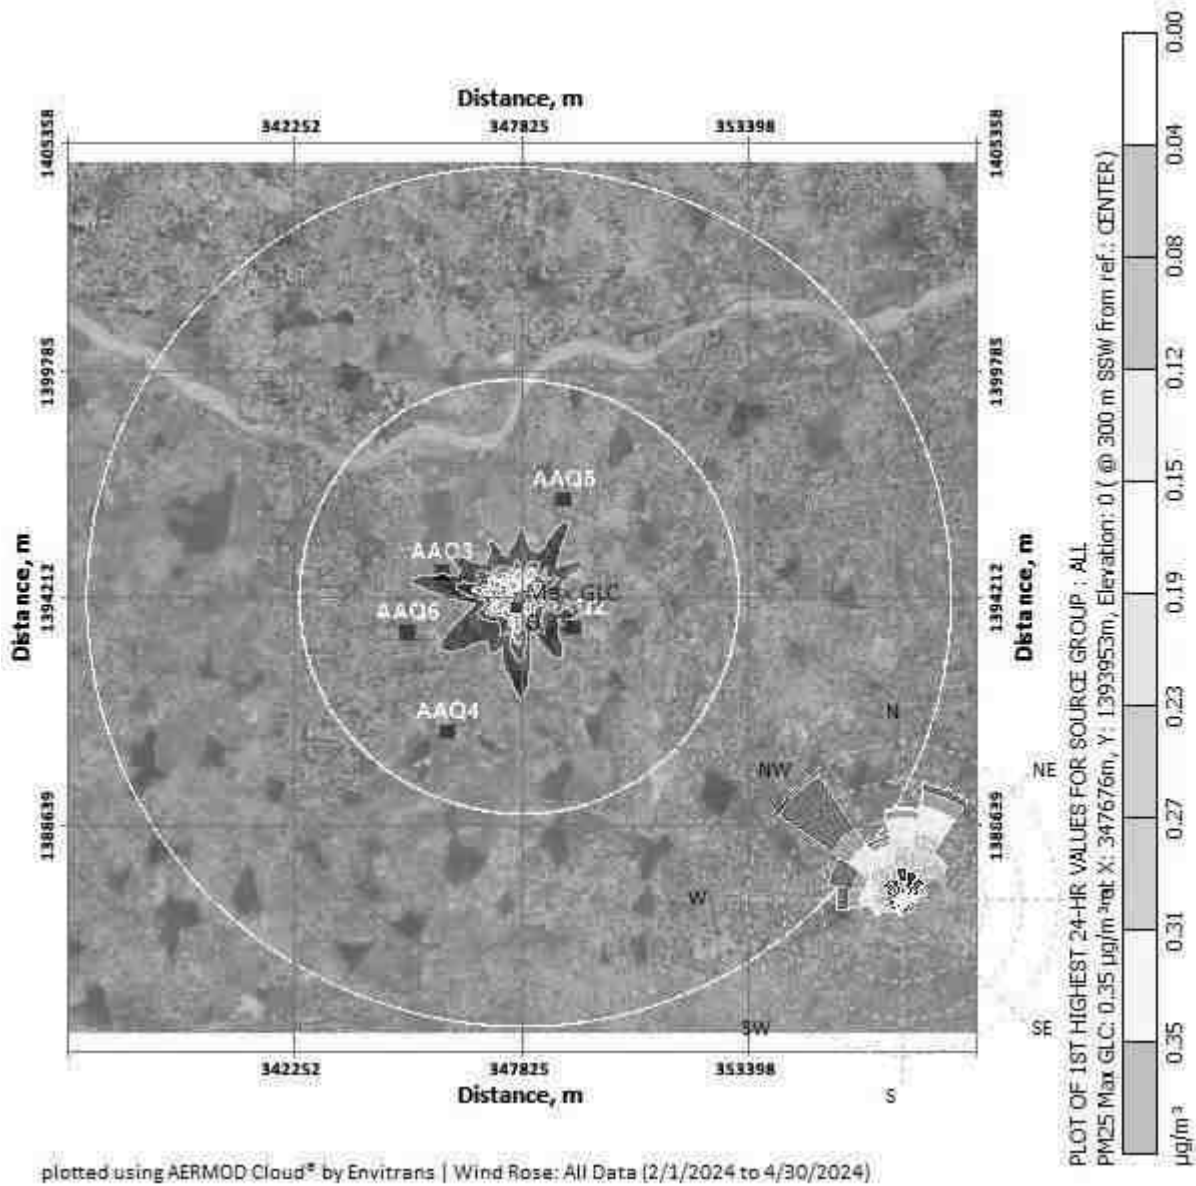 Distance, m
342252
347825
353398
1405358
1405358
1399785
1399785
AAQ5
AAQ3
Max GLC
AAQ6
1394212
1394212
Distance, m
Distance, m
AAQ4
N
NW
NE
1388639
1388639
W
SW
SE
S
342252
347825
353398
Distance, m
PLOT OF 1ST HIGHEST 24-HR VALUES FOR SOURCE GROUP : ALL
PM25 Max GLC: 0.35 µg/m³ at X: 347676m, Y: 1393953m, Elevation: 0 ( @ 300 m SSW from ref.: CENTER)
0.00
0.04
0.08
0.12
0.15
0.19
0.23
0.27
0.31
0.35
µg/m³
plotted using AERMOD Cloud® by Envitrans | Wind Rose: All Data (2/1/2024 to 4/30/2024)